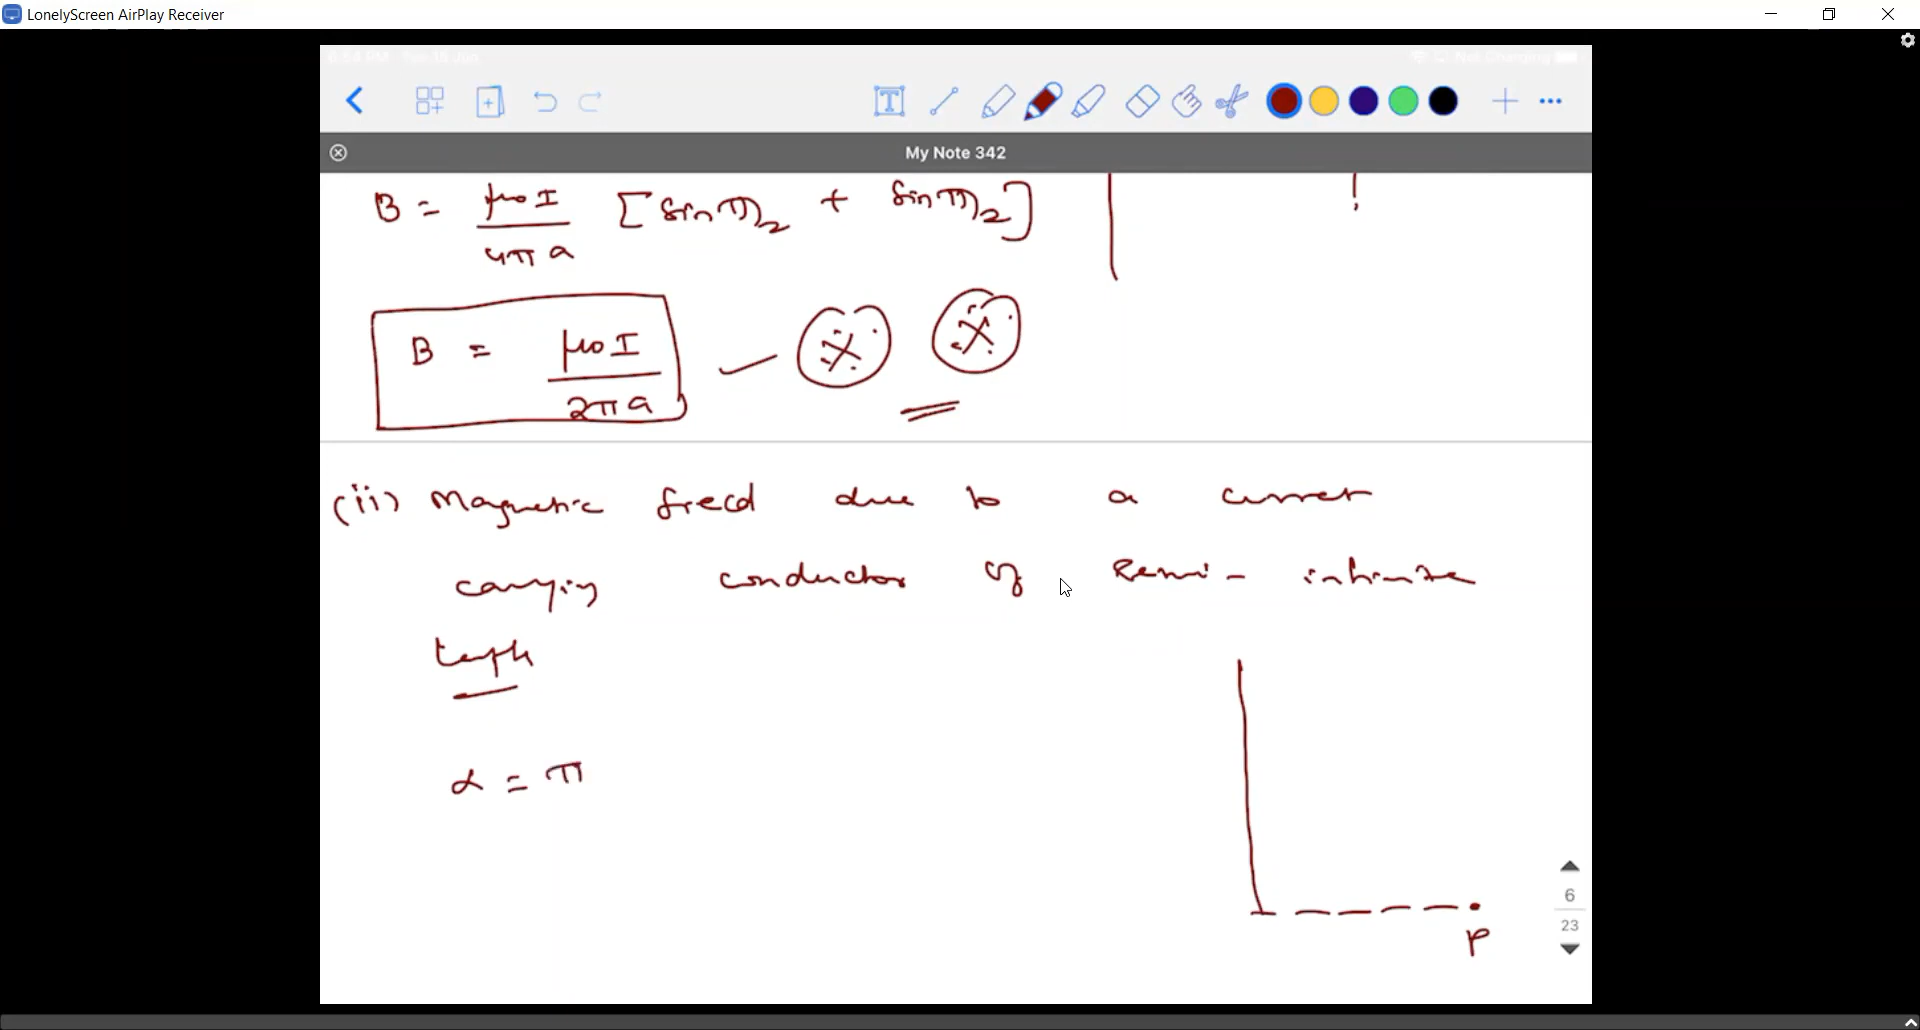 LonelyScreen AirPlay Receiver
My Note 342
B = μ₀I / 4πa [sin π/2 + sin π/2]
B = μ₀I / 2πa
(ii) Magnetic field due to a current
carrying conductor of semi-infinite
length
α = π
P
6
23